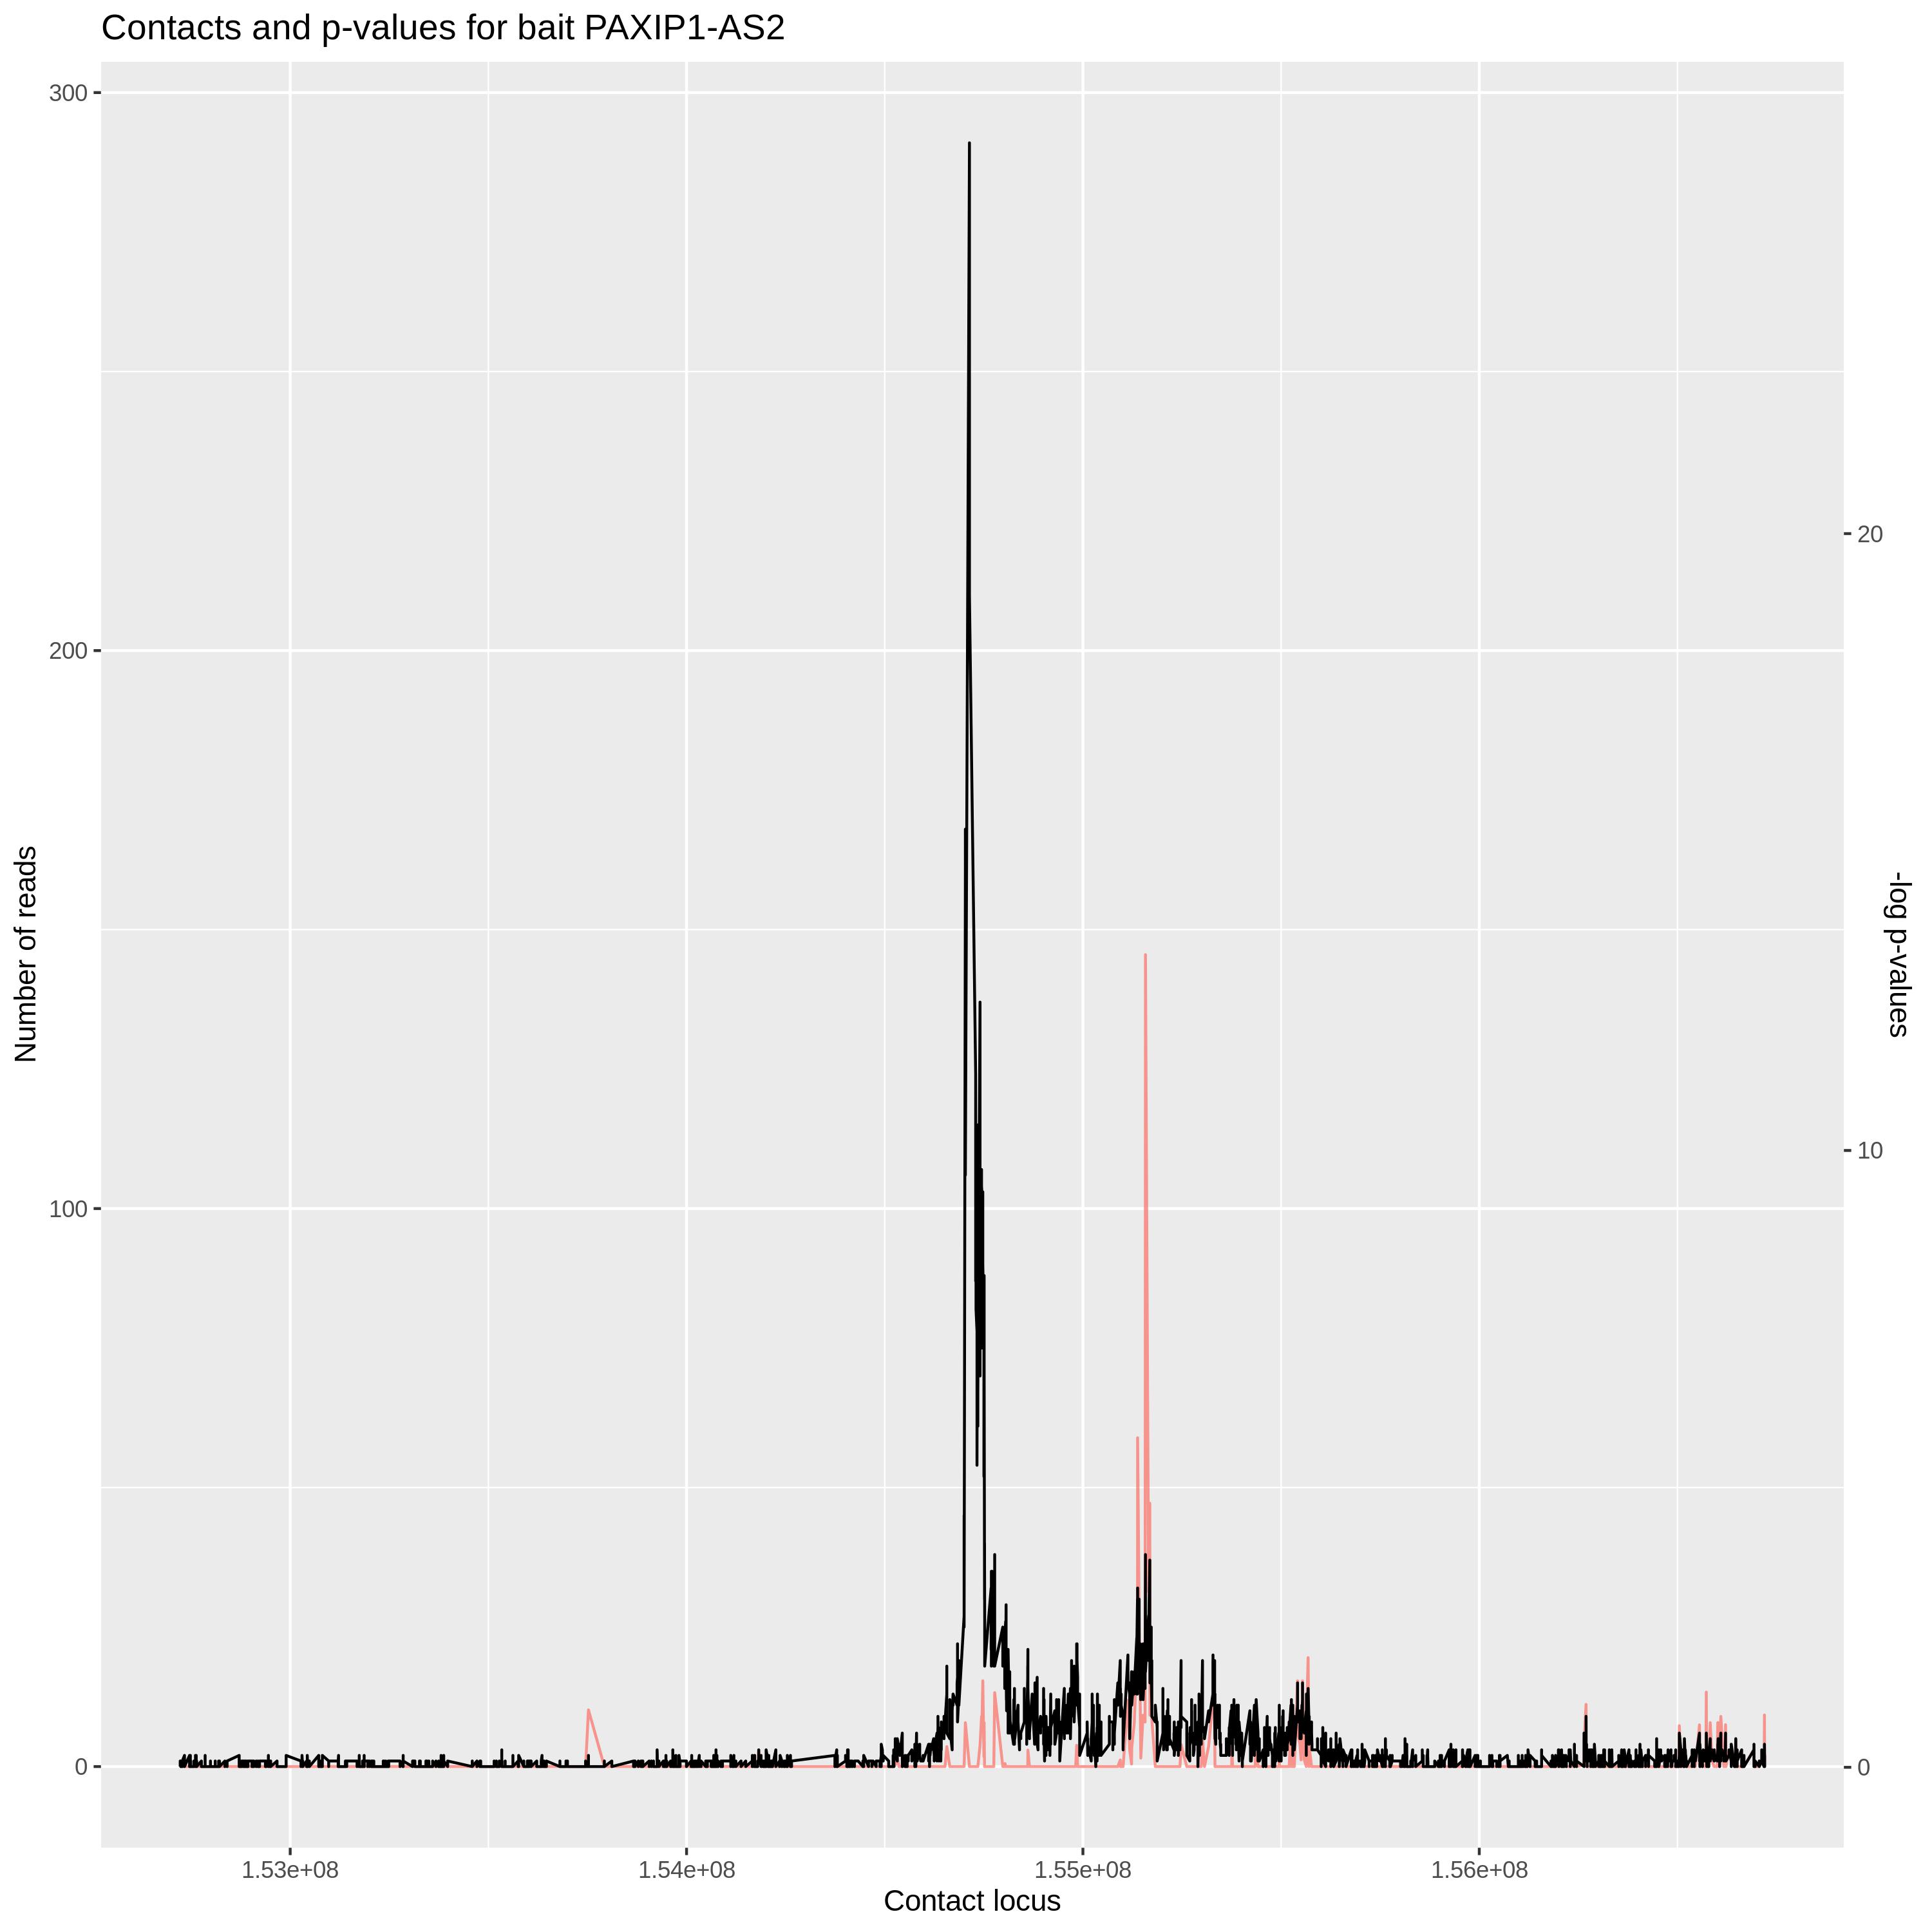 Contacts and p-values for bait PAXIP1-AS2
300
200
100
0
Number of reads
20
10
0
-log p-values
1.53e+08
1.54e+08
1.55e+08
1.56e+08
Contact locus